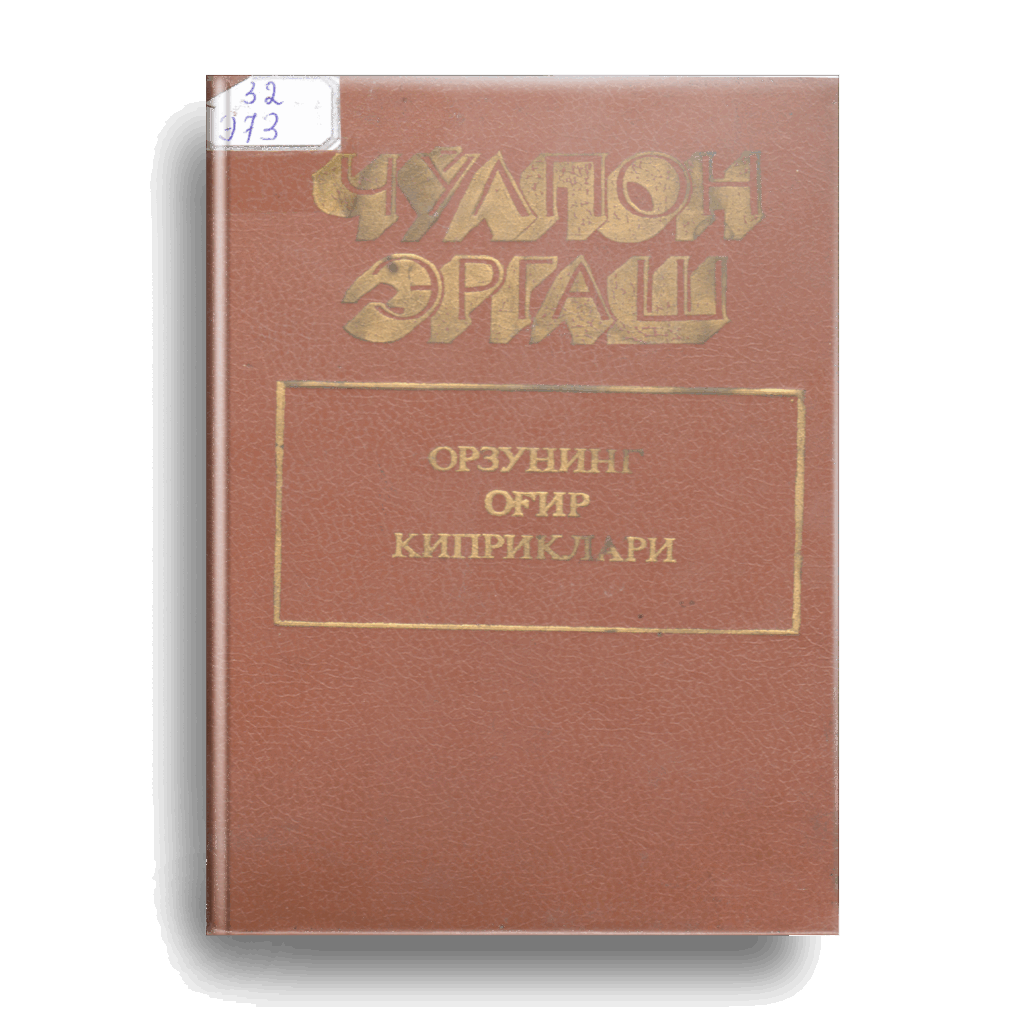 32
Э73
ЧЎЛПОН
ЭРГАШ
ОРЗУНИНГ
ОҒИР
КИПРИКЛАРИ